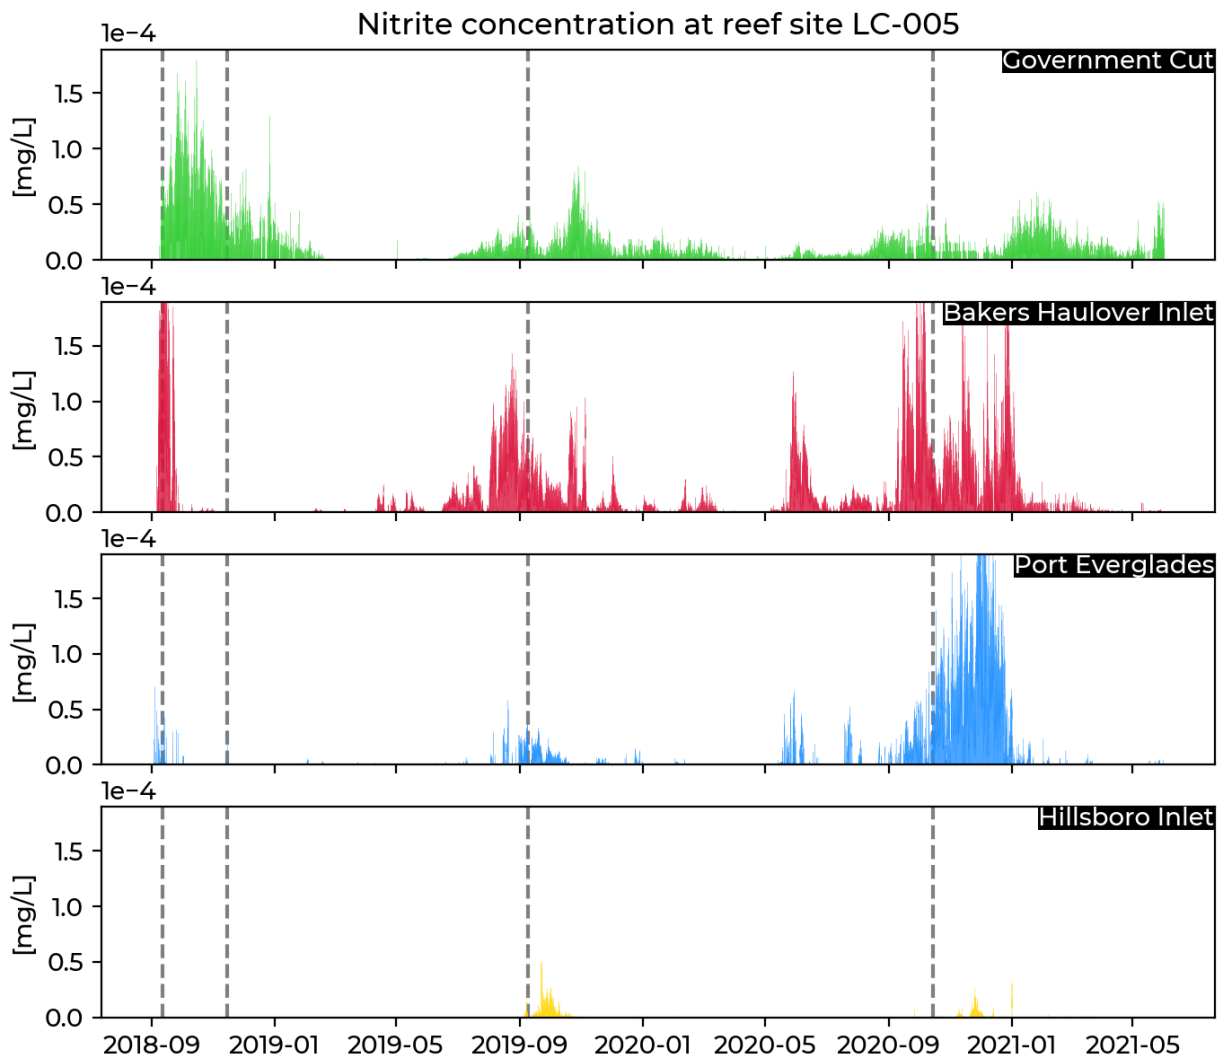 Nitrite concentration at reef site LC-005
1e−4
Government Cut
[mg/L]
1.5
1.0
0.5
0.0
1e−4
Bakers Haulover Inlet
[mg/L]
1.5
1.0
0.5
0.0
1e−4
Port Everglades
[mg/L]
1.5
1.0
0.5
0.0
1e−4
Hillsboro Inlet
[mg/L]
1.5
1.0
0.5
0.0
2018-09 2019-01 2019-05 2019-09 2020-01 2020-05 2020-09 2021-01 2021-05